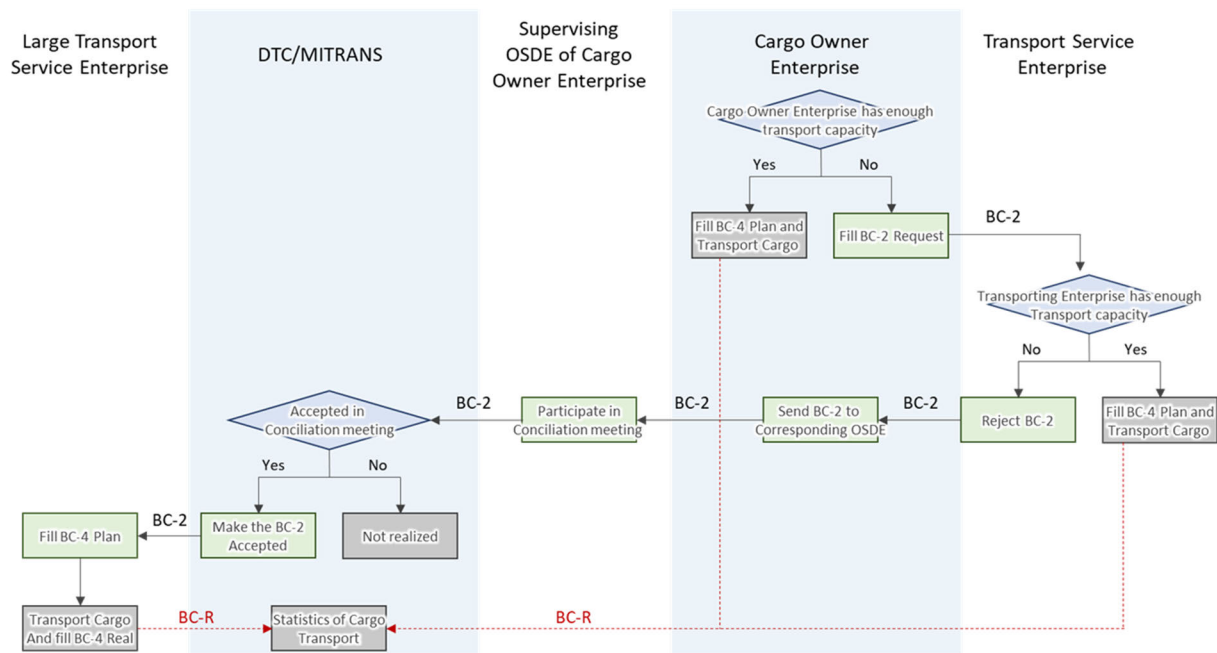 Large Transport
Service Enterprise
DTC/MITRANS
Supervising
OSDE of Cargo
Owner Enterprise
Cargo Owner
Enterprise
Transport Service
Enterprise
Cargo Owner Enterprise has enough
transport capacity
Yes
No
Fill BC-4 Plan and
Transport Cargo
Fill BC-2 Request
BC-2
Transporting Enterprise has enough
Transport capacity
No
Yes
Accepted in
Conciliation meeting
BC-2
Participate in
Conciliation meeting
BC-2
Send BC-2 to
Corresponding OSDE
BC-2
Reject BC-2
Fill BC-4 Plan and
Transport Cargo
Yes
No
Fill BC-4 Plan
BC-2
Make the BC-2
Accepted
Not realized
Transport Cargo
And fill BC-4 Real
BC-R
Statistics of Cargo
Transport
BC-R